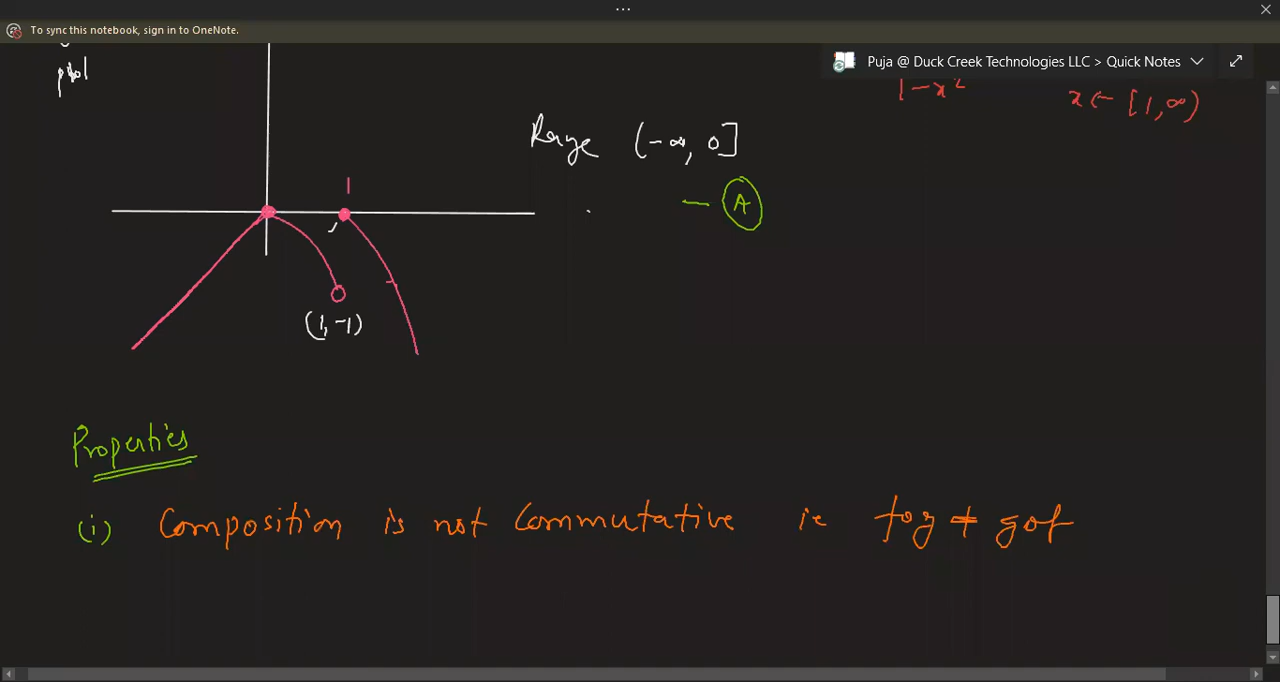 To sync this notebook, sign in to OneNote.
Puja @ Duck Creek Technologies LLC > Quick Notes
plot
1-x²
x ← [1, ∞)
Range (-∞, 0]
1
- A
(1, -1)
Properties
(i) Composition is not Commutative ie fog ≠ gof